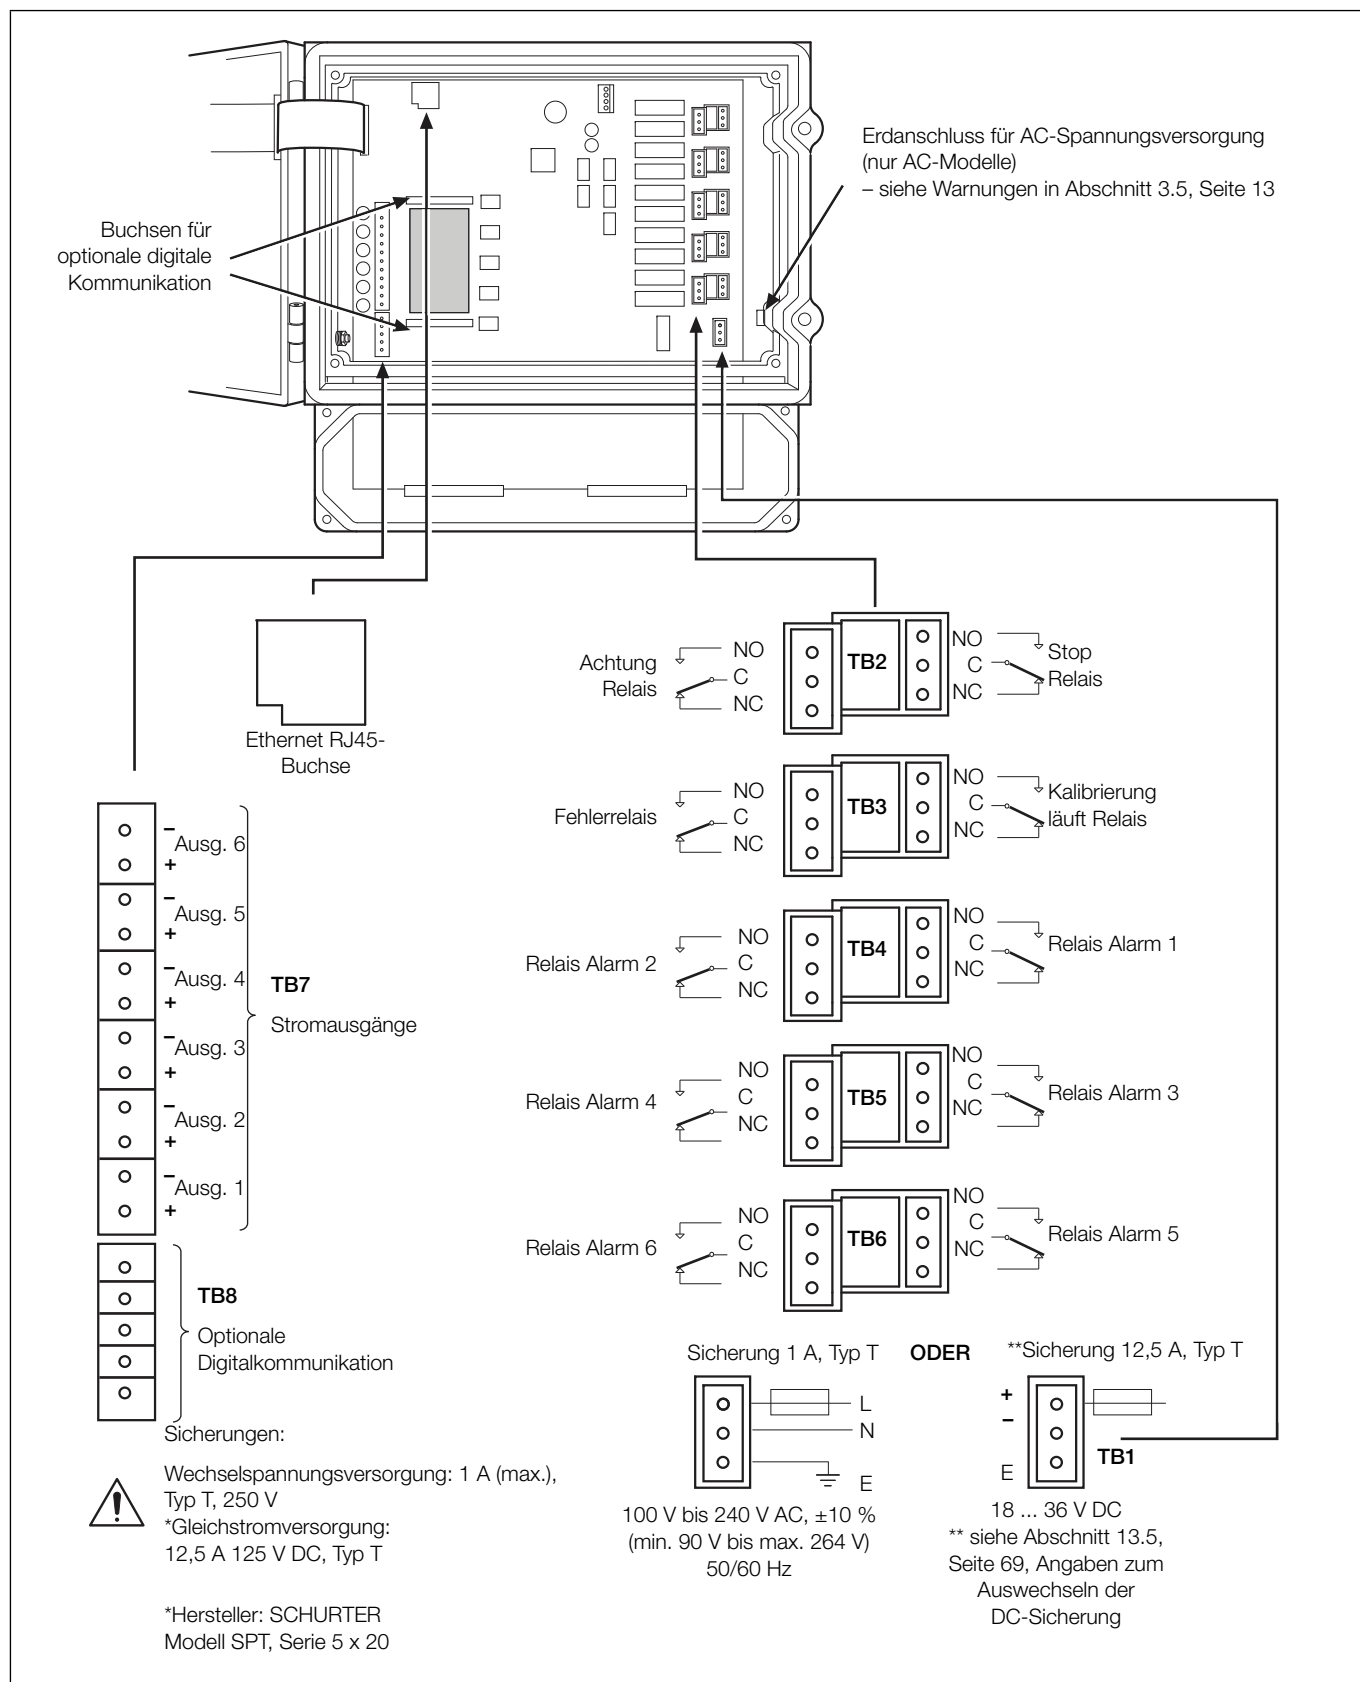 Erdanschluss für AC-Spannungsversorgung
(nur AC-Modelle)
– siehe Warnungen in Abschnitt 3.5, Seite 13
Buchsen für
optionale digitale
Kommunikation
Ethernet RJ45-
Buchse
Achtung
Relais
NO
C
NC
TB2
NO
C
NC
Stop
Relais
Fehlerrelais
NO
C
NC
TB3
NO
C
NC
Kalibrierung
läuft Relais
Relais Alarm 2
NO
C
NC
TB4
NO
C
NC
Relais Alarm 1
Relais Alarm 4
NO
C
NC
TB5
NO
C
NC
Relais Alarm 3
Relais Alarm 6
NO
C
NC
TB6
NO
C
NC
Relais Alarm 5
–
Ausg. 6
+
–
Ausg. 5
+
–
Ausg. 4
+
–
Ausg. 3
+
–
Ausg. 2
+
–
Ausg. 1
+
TB7
Stromausgänge
TB8
Optionale
Digitalkommunikation
Sicherungen:
Wechselspannungsversorgung: 1 A (max.),
Typ T, 250 V
*Gleichstromversorgung:
12,5 A 125 V DC, Typ T
*Hersteller: SCHURTER
Modell SPT, Serie 5 x 20
Sicherung 1 A, Typ T
ODER
**Sicherung 12,5 A, Typ T
L
N
E
100 V bis 240 V AC, ±10 %
(min. 90 V bis max. 264 V)
50/60 Hz
+
–
E
TB1
18 ... 36 V DC
** siehe Abschnitt 13.5,
Seite 69, Angaben zum
Auswechseln der
DC-Sicherung